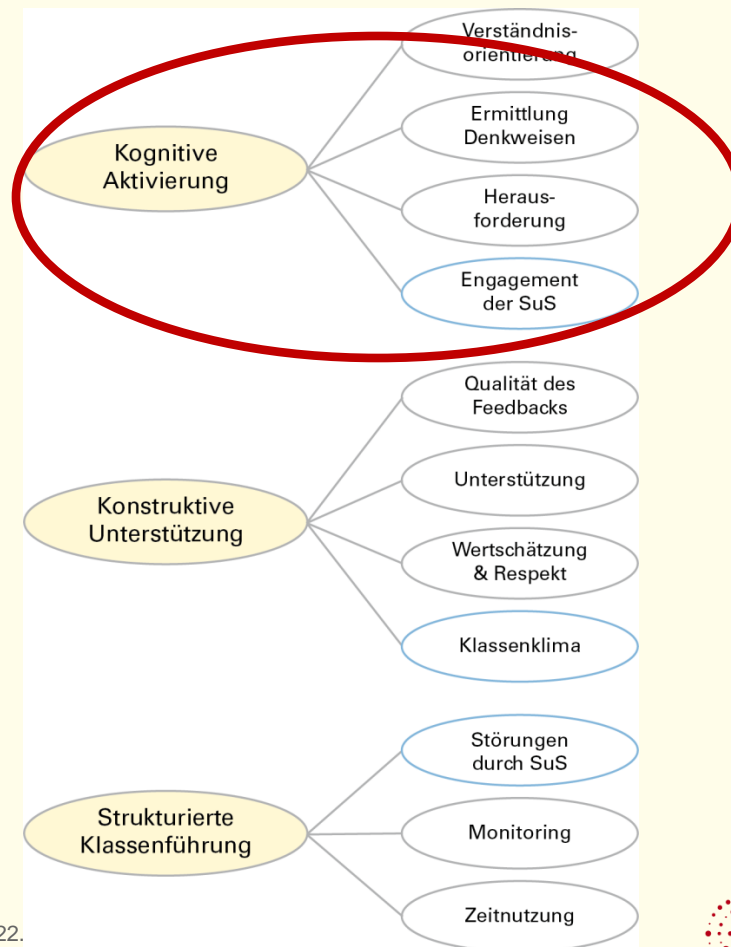 Verständnis-
orientierung
Ermittlung
Denkweisen
Kognitive
Aktivierung
Heraus-
forderung
Engagement
der SuS
Qualität des
Feedbacks
Unterstützung
Konstruktive
Unterstützung
Wertschätzung
& Respekt
Klassenklima
Störungen
durch SuS
Strukturierte
Klassenführung
Monitoring
Zeitnutzung
22.